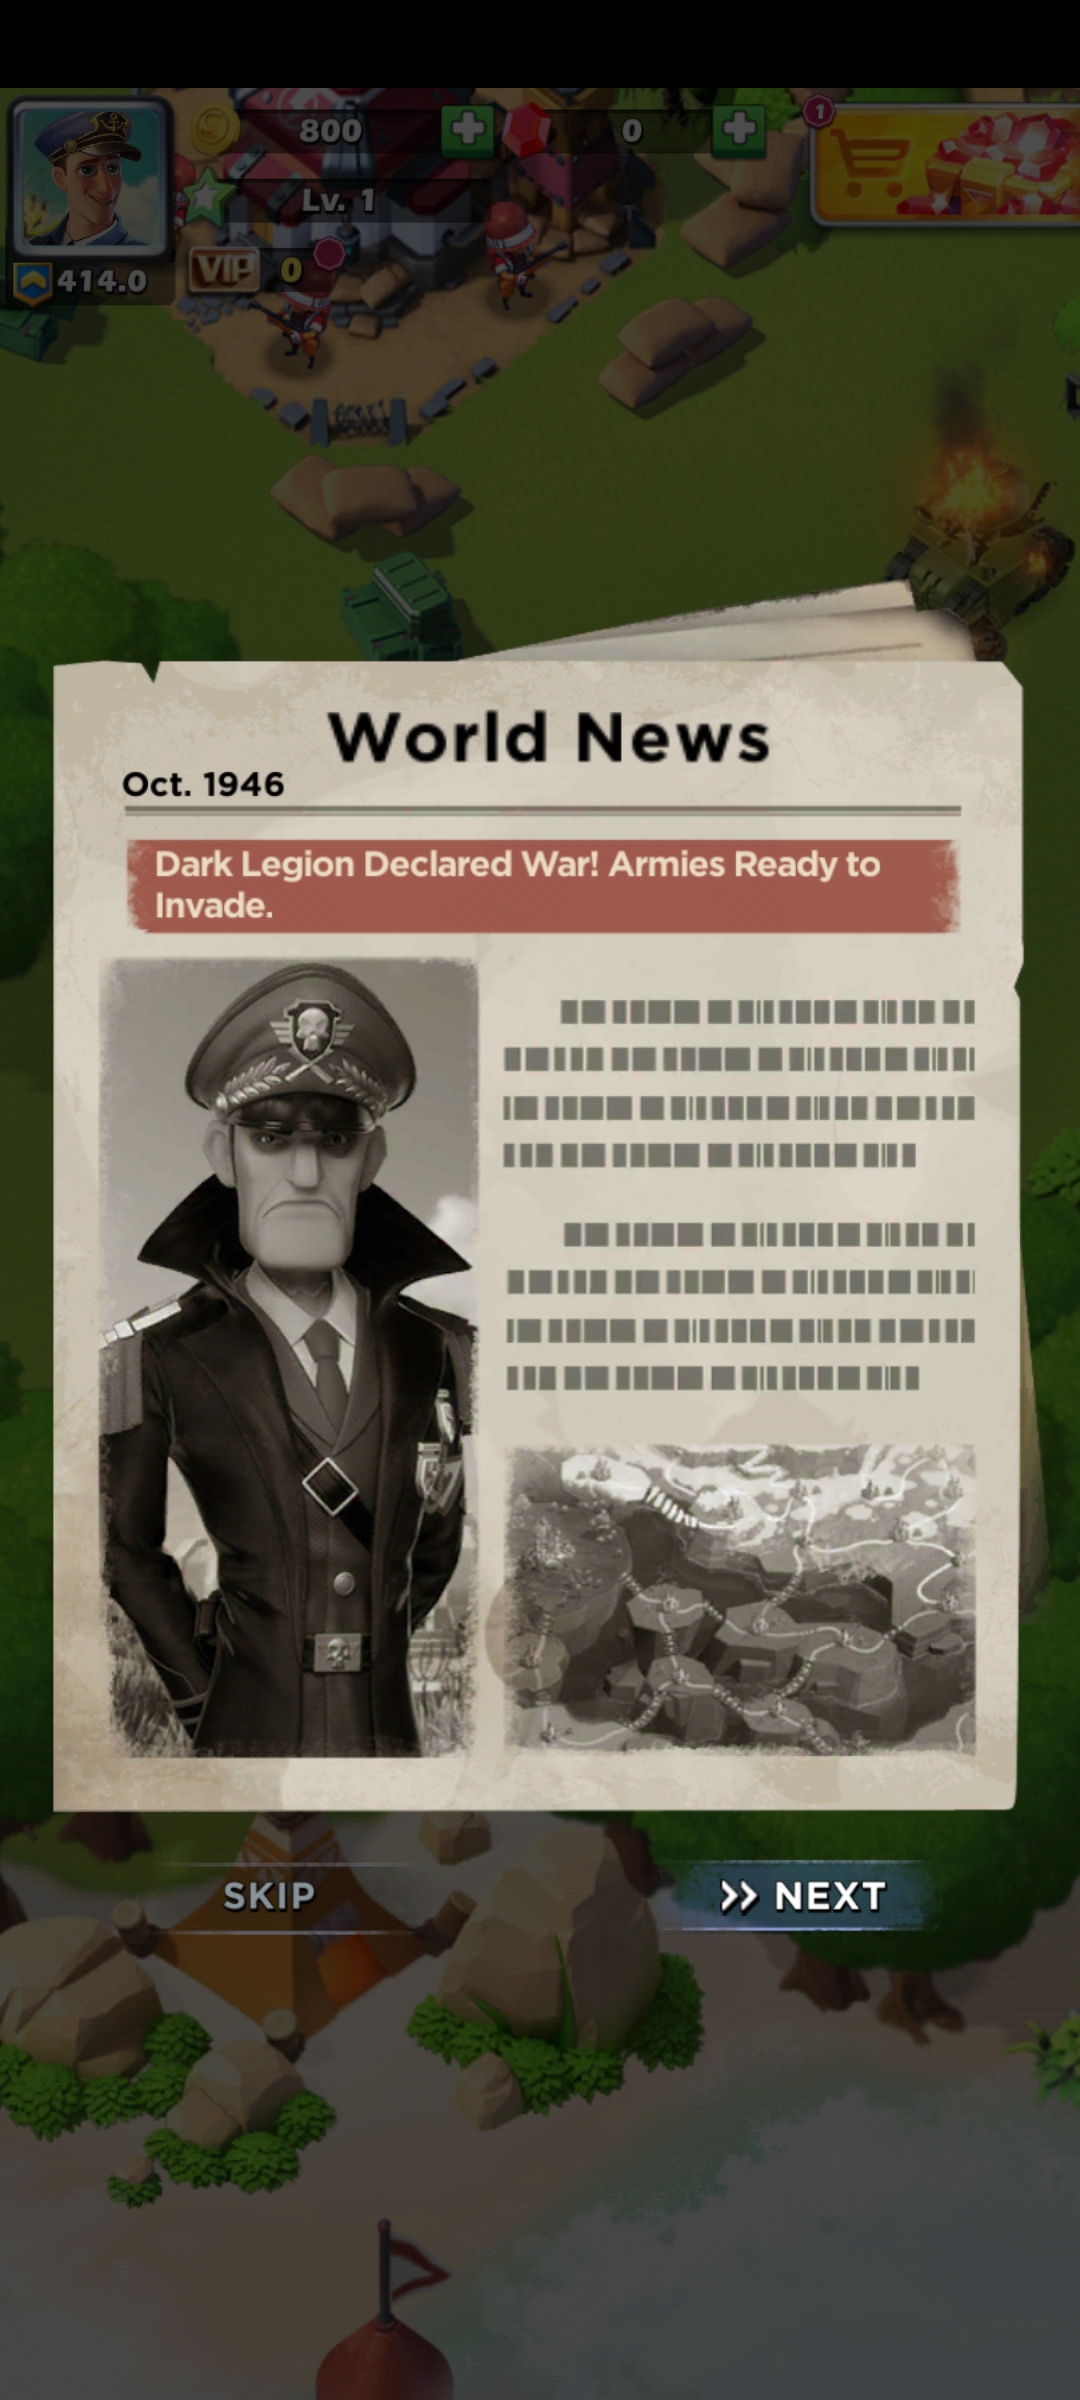 800
0
1
Lv. 1
414.0
VIP 0
World News
Oct. 1946
Dark Legion Declared War! Armies Ready to
Invade.
SKIP
NEXT